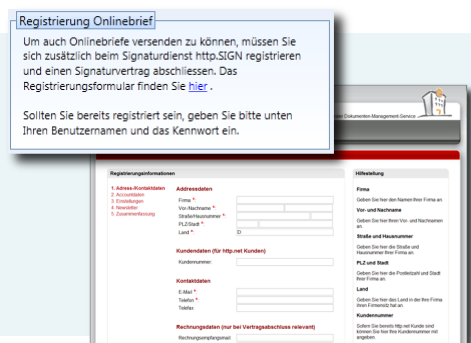 Registrierung Onlinebrief
Um auch Onlinebriefe versenden zu können, müssen Sie
sich zusätzlich beim Signaturdienst http.SIGN registrieren
und einen Signaturvertrag abschliessen. Das
Registrierungsformular finden Sie hier .
Sollten Sie bereits registriert sein, geben Sie bitte unten
Ihren Benutzernamen und das Kennwort ein.
Dokumenten-Management-Service
Registrierungsinformationen
1. Adress-/Kontaktdaten
2. Accountdaten
3. Einstellungen
4. Newsletter
5. Zusammenfassung
Adressdaten
Firma *
Vor-/Nachname *
Straße/Hausnummer *
PLZ/Stadt *
Land *
D
Kundendaten (für http.net Kunden)
Kundennummer
Kontaktdaten
E-Mail *
Telefon *
Telefax
Rechnungsdaten (nur bei Vertragsabschluss relevant)
Rechnungsempfangsmail
Hilfestellung
Firma
Geben Sie hier den Namen Ihrer Firma an.
Vor- und Nachname
Geben Sie hier Ihren Vor- und Nachnamen
an.
Straße und Hausnummer
Geben Sie hier die Straße und
Hausnummer Ihrer Firma an.
PLZ und Stadt
Geben Sie hier die Postleitzahl und Stadt
Ihrer Firma an.
Land
Geben Sie hier das Land in der Ihre Firma
ihren Firmensitz hat an.
Kundennummer
Sofern Sie bereits http.net Kunde sind
können Sie hier Ihre Kundennummer mit
angeben.